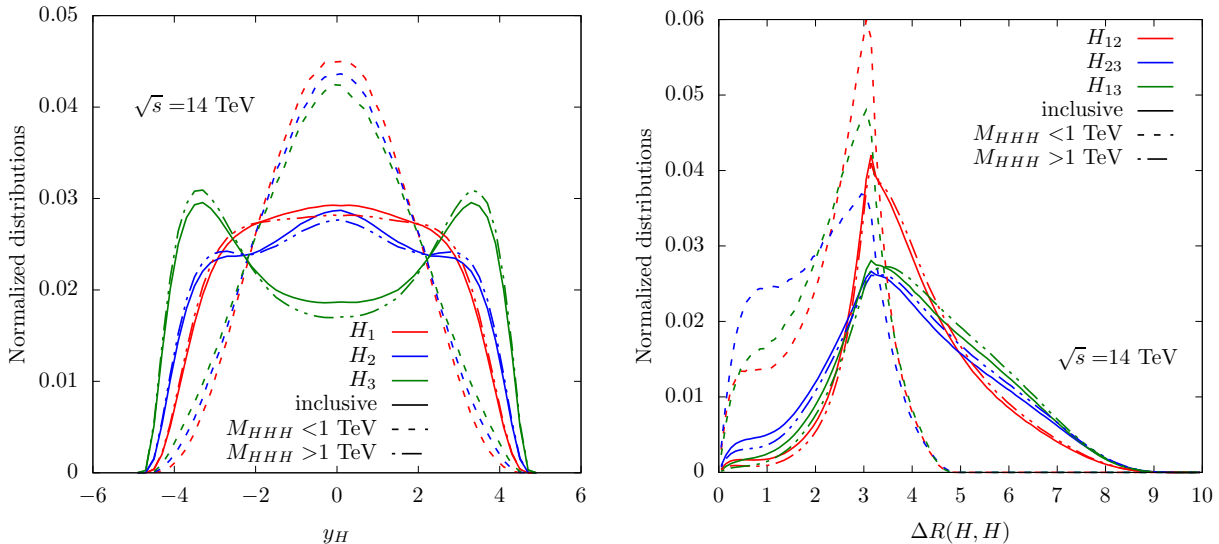 0.05
0.04
0.03
0.02
0.01
0
Normalized distributions
√s =14 TeV
H1
H2
H3
inclusive
MHHH <1 TeV
MHHH >1 TeV
−6 −4 −2 0 2 4 6
yH
0.06
0.05
0.04
0.03
0.02
0.01
0
Normalized distributions
H12
H23
H13
inclusive
MHHH <1 TeV
MHHH >1 TeV
√s =14 TeV
0 1 2 3 4 5 6 7 8 9 10
ΔR(H, H)